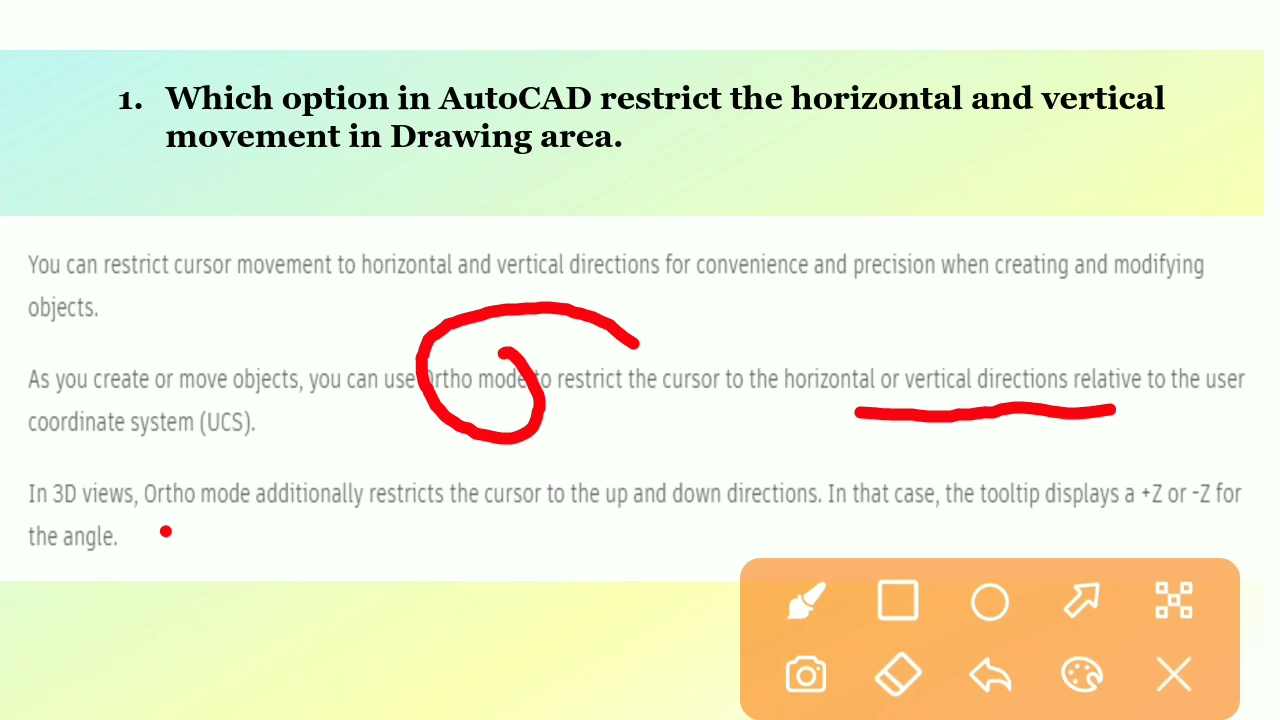 1. Which option in AutoCAD restrict the horizontal and vertical
movement in Drawing area.
You can restrict cursor movement to horizontal and vertical directions for convenience and precision when creating and modifying
objects.
As you create or move objects, you can use Ortho mode to restrict the cursor to the horizontal or vertical directions relative to the user
coordinate system (UCS).
In 3D views, Ortho mode additionally restricts the cursor to the up and down directions. In that case, the tooltip displays a +Z or -Z for
the angle.